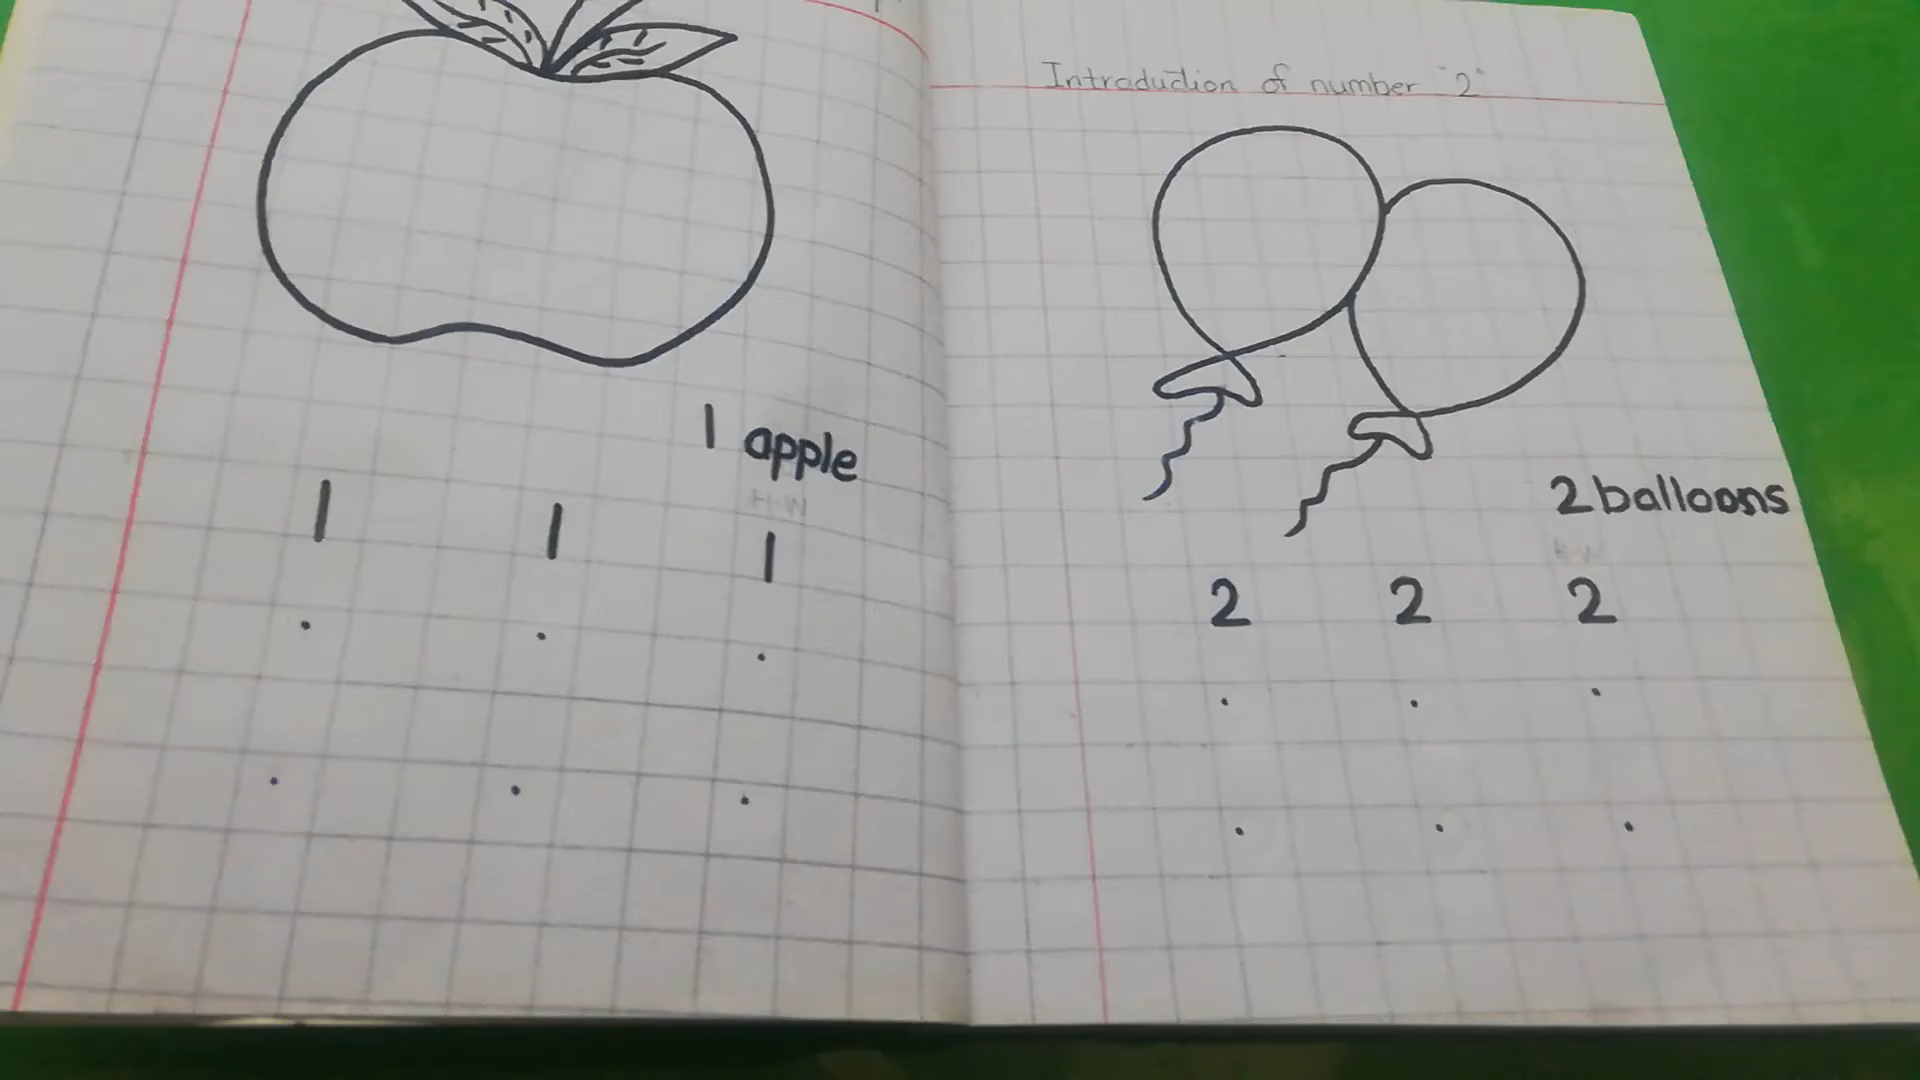 1 apple
H.W
1 1 1
Introduction of number "2"
2 balloons
H.W
2 2 2